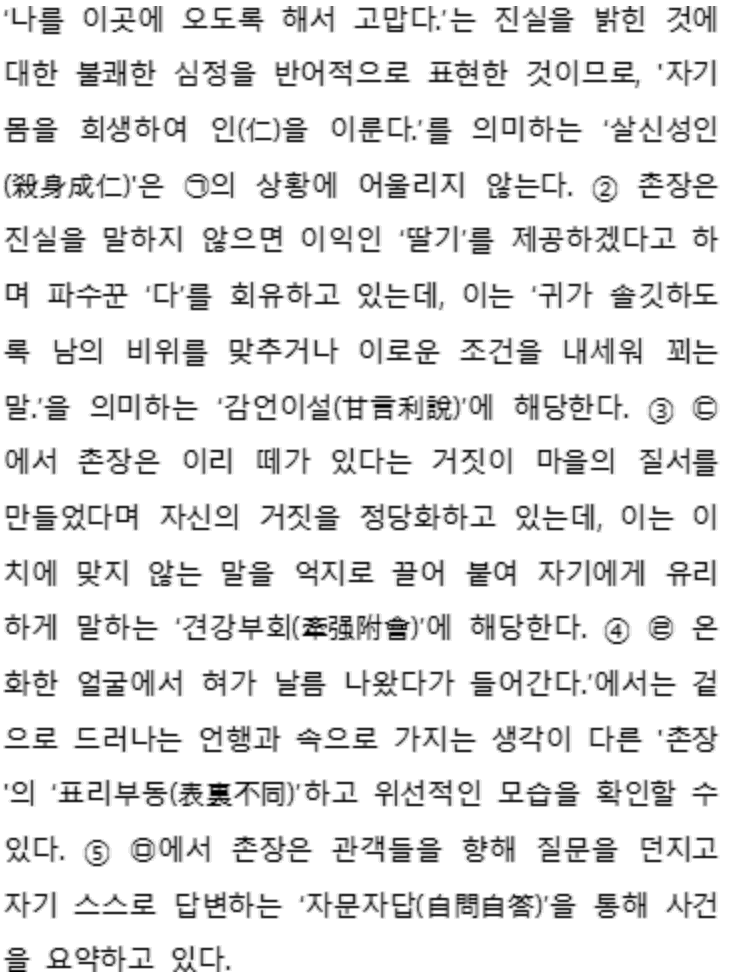 ‘나를 이곳에 오도록 해서 고맙다.’는 진실을 밝힌 것에
대한 불쾌한 심정을 반어적으로 표현한 것이므로, '자기
몸을 희생하여 인(仁)을 이룬다.’를 의미하는 ‘살신성인
(殺身成仁)'은 ㉠의 상황에 어울리지 않는다. ② 촌장은
진실을 말하지 않으면 이익인 ‘딸기’를 제공하겠다고 하
며 파수꾼 ‘다’를 회유하고 있는데, 이는 ‘귀가 솔깃하도
록 남의 비위를 맞추거나 이로운 조건을 내세워 꾀는
말.’을 의미하는 ‘감언이설(甘言利說)’에 해당한다. ③ ㉢
에서 촌장은 이리 떼가 있다는 거짓이 마을의 질서를
만들었다며 자신의 거짓을 정당화하고 있는데, 이는 이
치에 맞지 않는 말을 억지로 끌어 붙여 자기에게 유리
하게 말하는 ‘견강부회(牽强附會)’에 해당한다. ④ ㉣ 온
화한 얼굴에서 혀가 날름 나왔다가 들어간다.’에서는 겉
으로 드러나는 언행과 속으로 가지는 생각이 다른 '촌장
'의 ‘표리부동(表裏不同)’하고 위선적인 모습을 확인할 수
있다. ⑤ ㉤에서 촌장은 관객들을 향해 질문을 던지고
자기 스스로 답변하는 ‘자문자답(自問自答)’을 통해 사건
을 요약하고 있다.